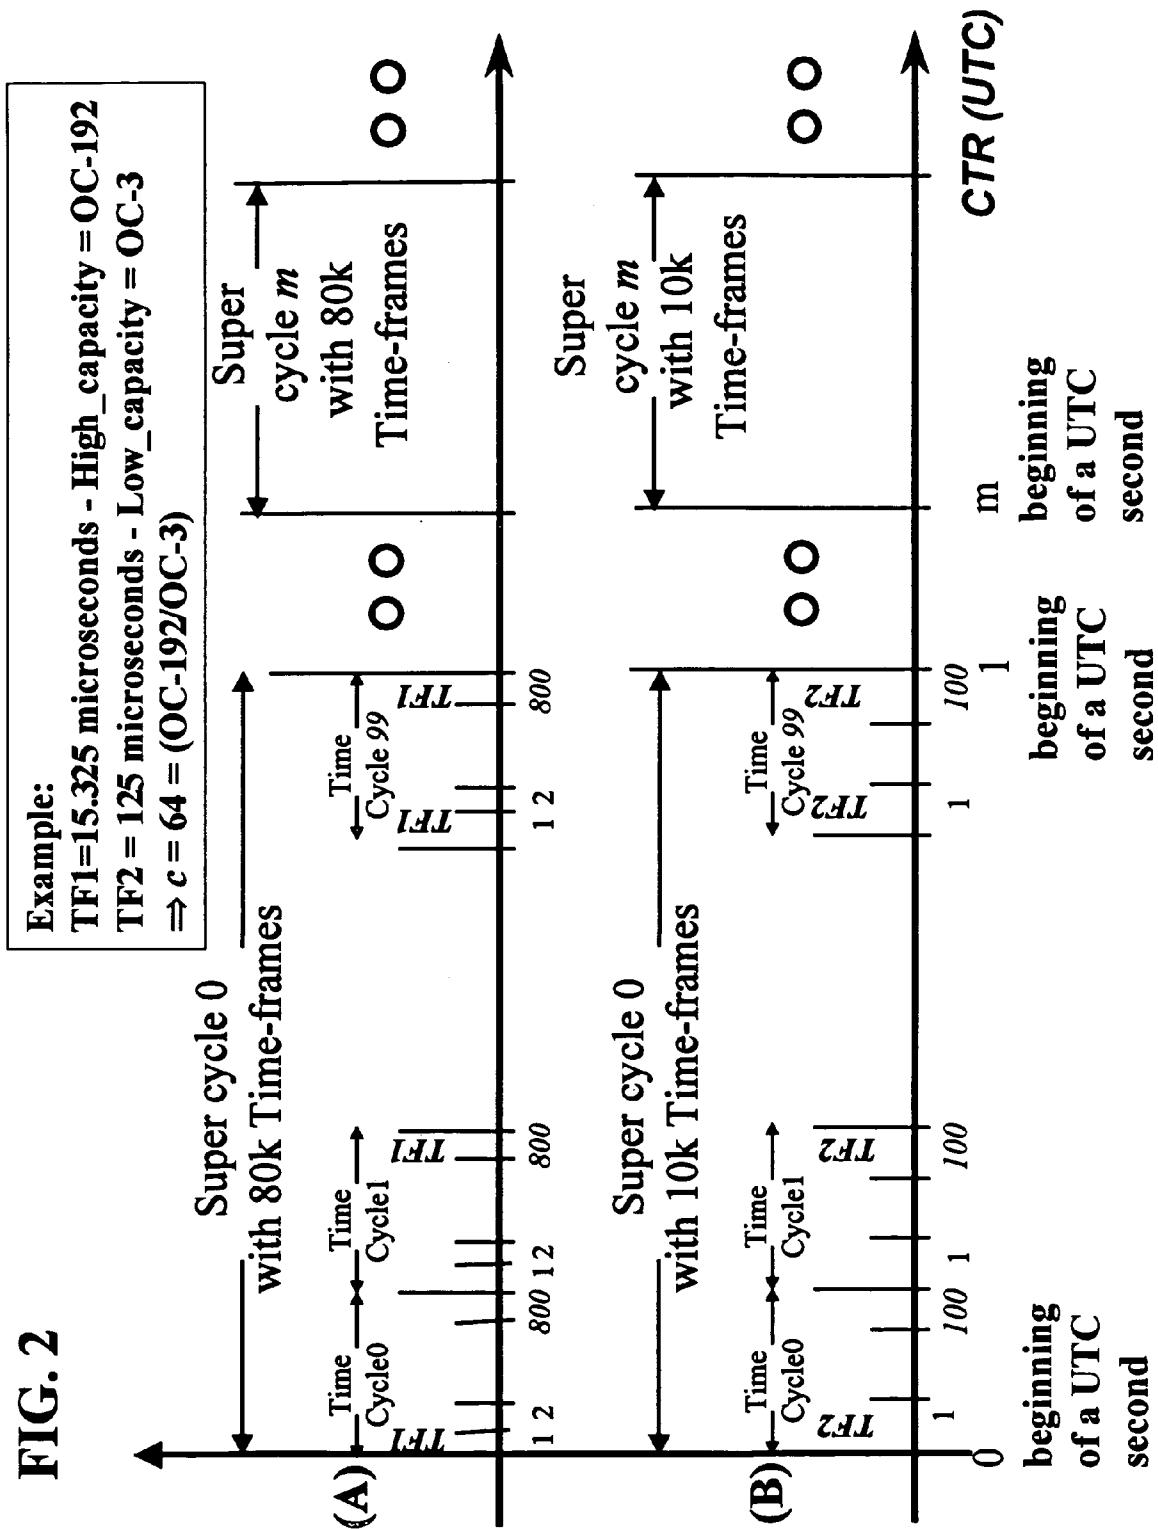 FIG. 2
Example:
TF1=15.325 microseconds - High_capacity = OC-192
TF2 = 125 microseconds - Low_capacity = OC-3
⇒ c = 64 = (OC-192/OC-3)
Super cycle 0
with 80k Time-frames
Super
cycle m
with 80k
Time-frames
(A)
Time
Cycle0
Time
Cycle1
Time
Cycle 99
TF1
TF1
TF1
TF1
1 2
800
1 2
800
1 2
800
Super cycle 0
with 10k Time-frames
Super
cycle m
with 10k
Time-frames
(B)
Time
Cycle0
Time
Cycle1
Time
Cycle 99
TF2
TF2
TF2
TF2
1
100
1
100
1
100
0
1
m
CTR (UTC)
beginning
of a UTC
second
beginning
of a UTC
second
beginning
of a UTC
second